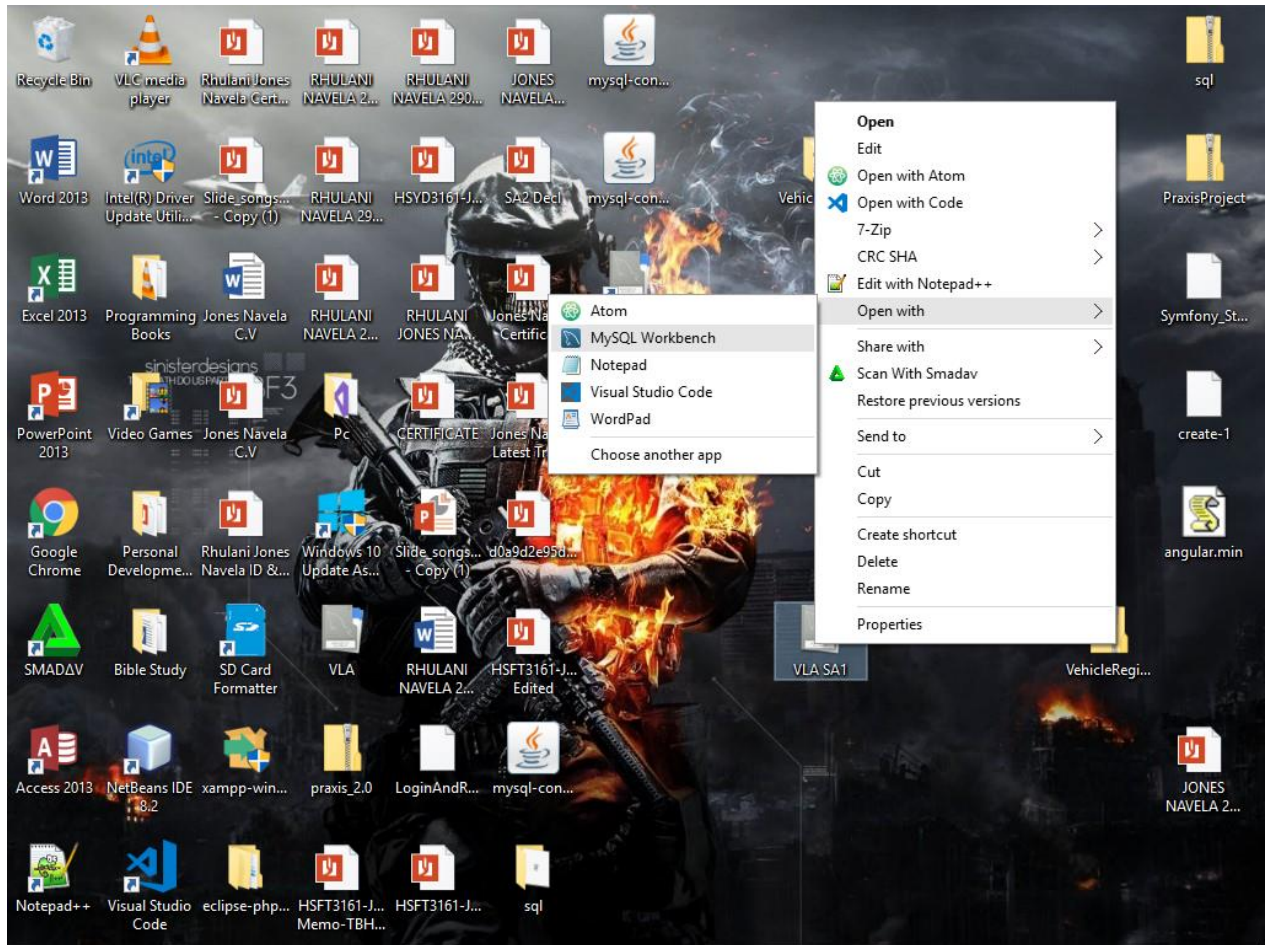 Recycle Bin
VLC media
player
Rhulani Jones
Navela Cert...
RHULANI
NAVELA 2...
RHULANI
NAVELA 290...
JONES
NAVELA...
mysql-con...
sql
Word 2013
Intel(R) Driver
Update Utili...
Slide_songs...
- Copy (1)
RHULANI
NAVELA 29...
HSYD3161-J...
SA2 Decl
mysql-con...
Vehic
PraxisProject
Excel 2013
Programming
Books
Jones Navela
C.V
RHULANI
NAVELA 2...
RHULANI
JONES NA...
Jones Na
Certific
Symfony_St...
sinisterdesigns
PowerPoint
2013
Video Games
Jones Navela
C.V
Pc
CERTIFICATE
Jones Na
Latest Tr
create-1
Google
Chrome
Personal
Developme...
Rhulani Jones
Navela ID &...
Windows 10
Update As...
Slide_songs...
- Copy (1)
d0a9d2e95d...
angular.min
SMADAV
Bible Study
SD Card
Formatter
VLA
RHULANI
NAVELA 2...
HSFT3161-J...
Edited
VLA SA1
VehicleRegi...
Access 2013
NetBeans IDE
8.2
xampp-win...
praxis_2.0
LoginAndR...
mysql-con...
JONES
NAVELA 2...
Notepad++
Visual Studio
Code
eclipse-php...
HSFT3161-J...
Memo-TBH...
HSFT3161-J...
sql
Open
Edit
Open with Atom
Open with Code
7-Zip
CRC SHA
Edit with Notepad++
Open with
Share with
Scan With Smadav
Restore previous versions
Send to
Cut
Copy
Create shortcut
Delete
Rename
Properties
Atom
MySQL Workbench
Notepad
Visual Studio Code
WordPad
Choose another app